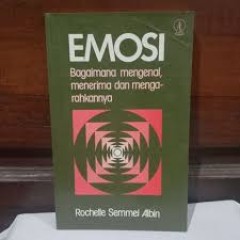 EMOSI
Bagaimana mengenal,
menerima dan menga-
rahkannya
Rochelle Semmel Albin